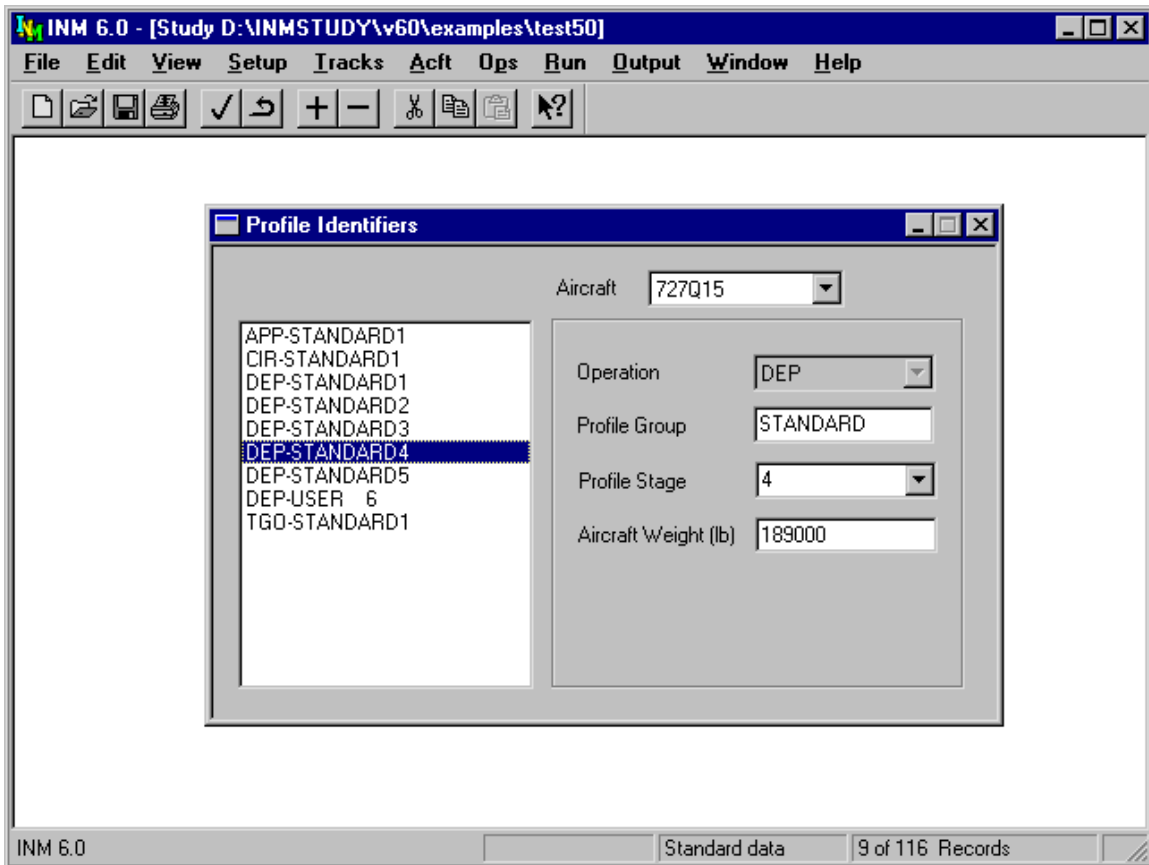 INM 6.0 - [Study D:\INMSTUDY\v60\examples\test50]
File Edit View Setup Tracks Acft Ops Run Output Window Help
Profile Identifiers
Aircraft 727Q15
APP-STANDARD1
CIR-STANDARD1
DEP-STANDARD1
DEP-STANDARD2
DEP-STANDARD3
DEP-STANDARD4
DEP-STANDARD5
DEP-USER 6
TGO-STANDARD1
Operation DEP
Profile Group STANDARD
Profile Stage 4
Aircraft Weight (lb) 189000
INM 6.0 Standard data 9 of 116 Records